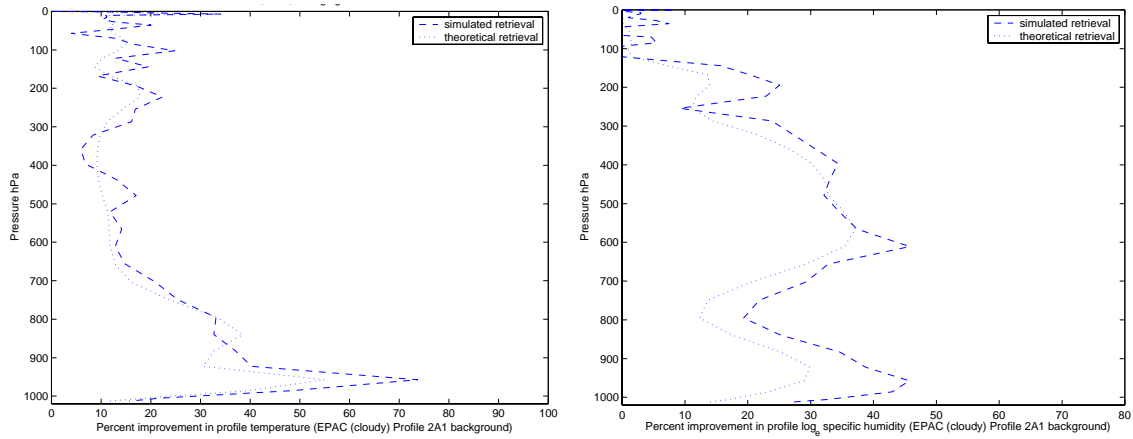 simulated retrieval
theoretical retrieval
0
100
200
300
400
500
600
700
800
900
1000
Pressure hPa
0 10 20 30 40 50 60 70 80 90 100
Percent improvement in profile temperature (EPAC (cloudy) Profile 2A1 background)
simulated retrieval
theoretical retrieval
0
100
200
300
400
500
600
700
800
900
1000
Pressure hPa
0 10 20 30 40 50 60 70 80
Percent improvement in profile log_e specific humidity (EPAC (cloudy) Profile 2A1 background)